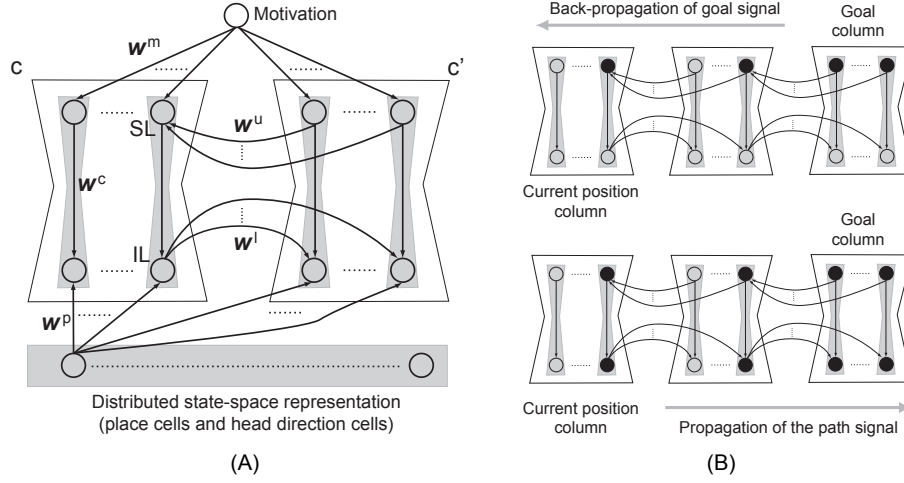 Motivation
w^m
c
c'
SL
w^u
w^c
IL
w^l
w^p
Distributed state-space representation
(place cells and head direction cells)
(A)
Back-propagation of goal signal
Goal
column
Current position
column
Goal
column
Current position
column
Propagation of the path signal
(B)